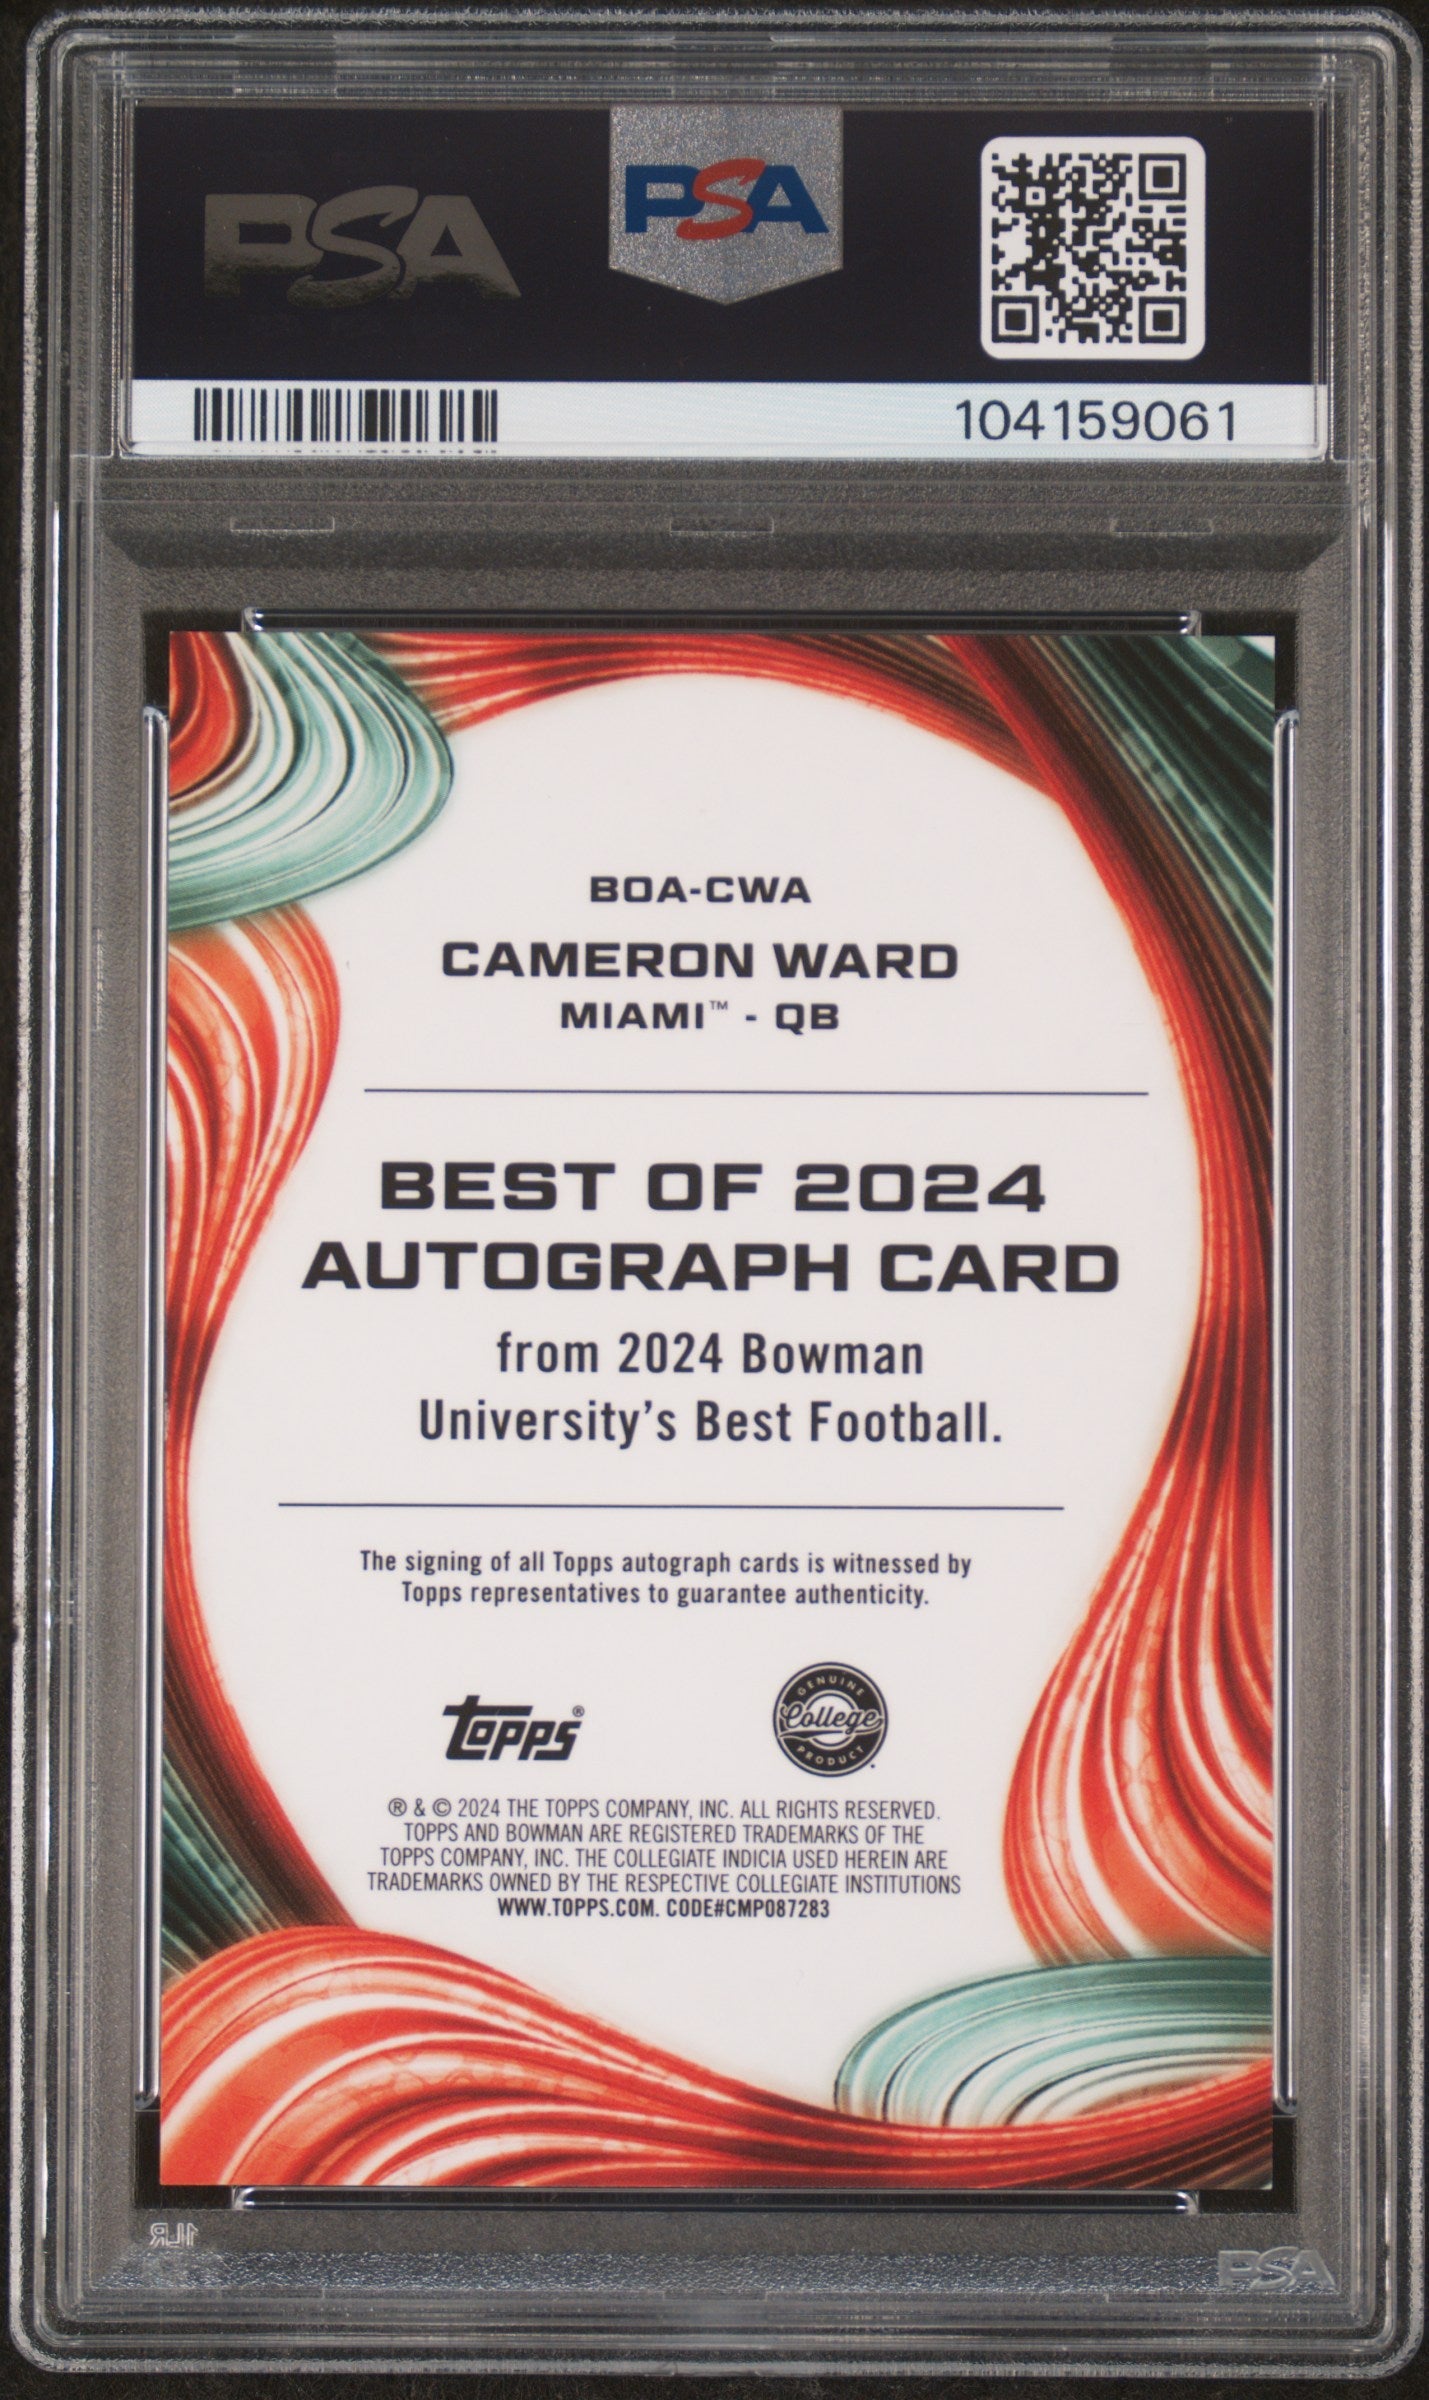 PSA
PSA
104159061
BOA-CWA
CAMERON WARD
MIAMI™ - QB
BEST OF 2024
AUTOGRAPH CARD
from 2024 Bowman
University's Best Football.
The signing of all Topps autograph cards is witnessed by
Topps representatives to guarantee authenticity.
topps®
GENUINE
College
PRODUCT
® & © 2024 THE TOPPS COMPANY, INC. ALL RIGHTS RESERVED.
TOPPS AND BOWMAN ARE REGISTERED TRADEMARKS OF THE
TOPPS COMPANY, INC. THE COLLEGIATE INDICIA USED HEREIN ARE
TRADEMARKS OWNED BY THE RESPECTIVE COLLEGIATE INSTITUTIONS
WWW.TOPPS.COM. CODE#CMP087283
1LR
PSA